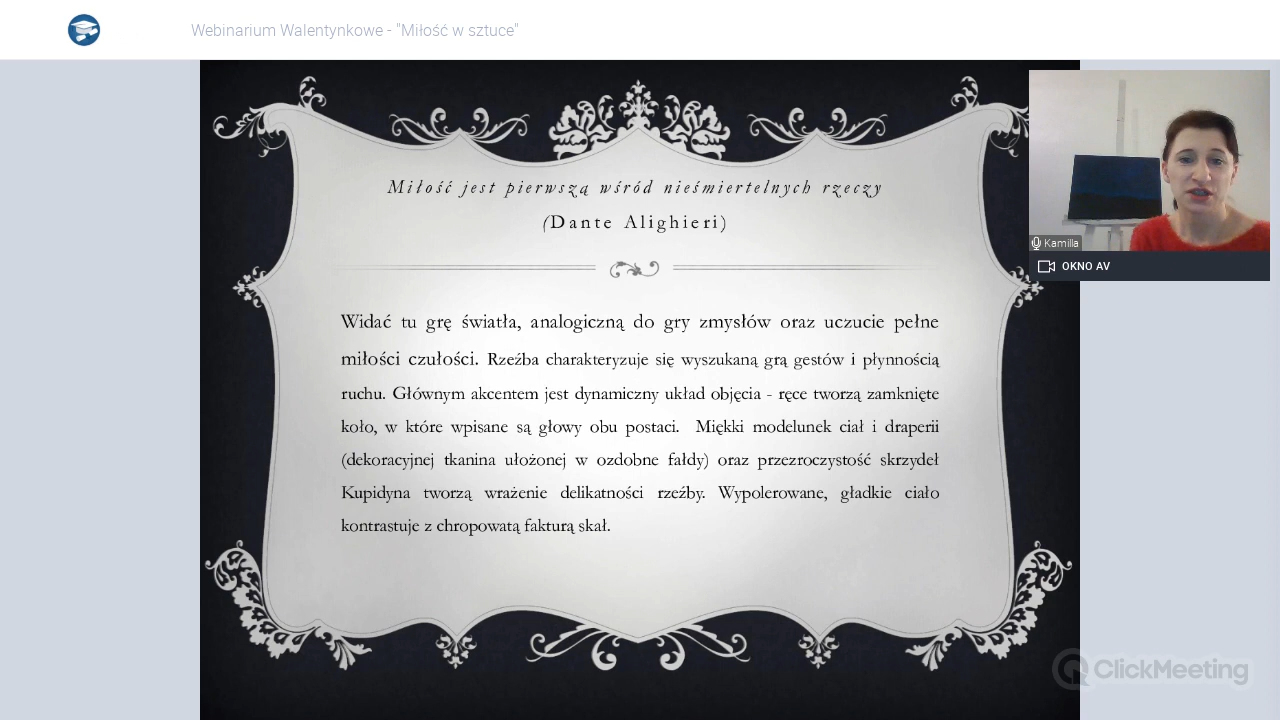 Webinarium Walentynkowe - "Miłość w sztuce"
Miłość jest pierwszą wśród nieśmiertelnych rzeczy
(Dante Alighieri)
Widać tu grę światła, analogiczną do gry zmysłów oraz uczucie pełne
miłości czułości. Rzeźba charakteryzuje się wyszukaną grą gestów i płynnością
ruchu. Głównym akcentem jest dynamiczny układ objęcia - ręce tworzą zamknięte
koło, w które wpisane są głowy obu postaci. Miękki modelunek ciał i draperii
(dekoracyjnej tkanina ułożonej w ozdobne fałdy) oraz przezroczystość skrzydeł
Kupidyna tworzą wrażenie delikatności rzeźby. Wypolerowane, gładkie ciało
kontrastuje z chropowatą fakturą skał.
Kamilla
OKNO AV
ClickMeeting